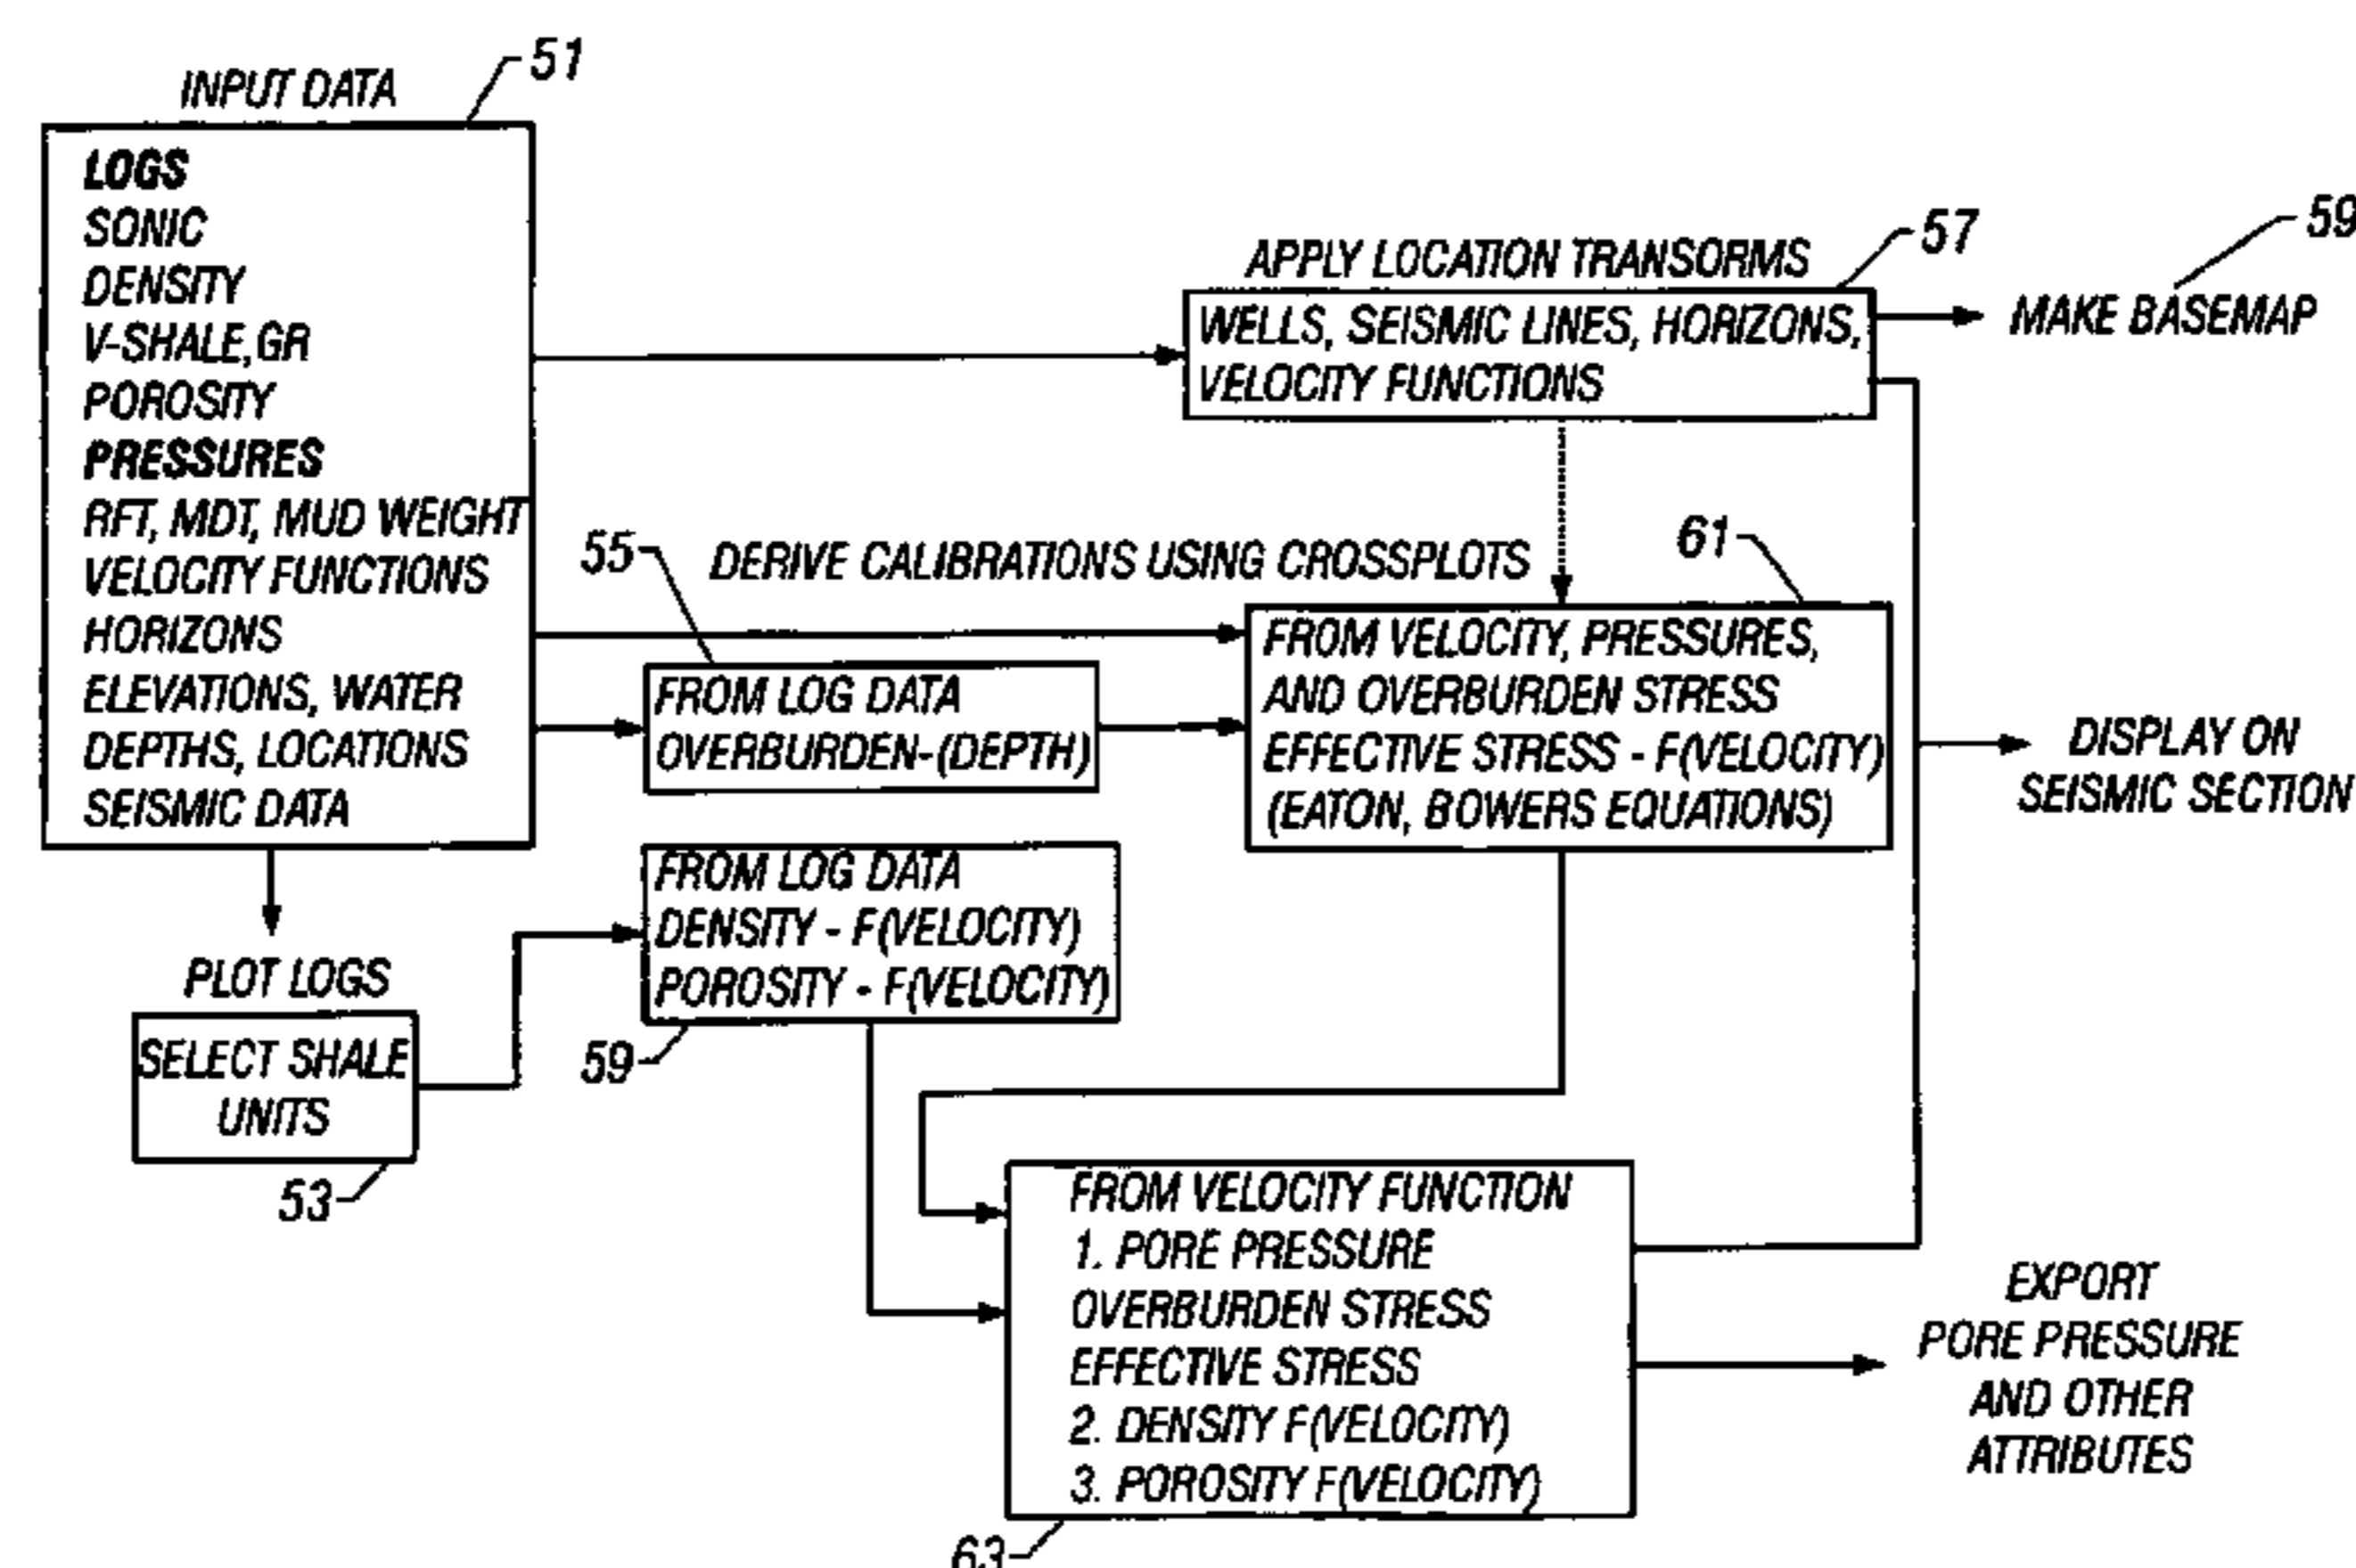 INPUT DATA
51
LOGS
SONIC
DENSITY
V-SHALE, GR
POROSITY
PRESSURES
RFT, MDT, MUD WEIGHT
VELOCITY FUNCTIONS
HORIZONS
ELEVATIONS, WATER
DEPTHS, LOCATIONS
SEISMIC DATA
PLOT LOGS
SELECT SHALE
UNITS
53
APPLY LOCATION TRANSORMS
57
WELLS, SEISMIC LINES, HORIZONS,
VELOCITY FUNCTIONS
59
MAKE BASEMAP
55
DERIVE CALIBRATIONS USING CROSSPLOTS
61
FROM LOG DATA
OVERBURDEN-(DEPTH)
FROM VELOCITY, PRESSURES,
AND OVERBURDEN STRESS
EFFECTIVE STRESS - F(VELOCITY)
(EATON, BOWERS EQUATIONS)
DISPLAY ON
SEISMIC SECTION
FROM LOG DATA
DENSITY - F(VELOCITY)
POROSITY - F(VELOCITY)
59
FROM VELOCITY FUNCTION
1. PORE PRESSURE
OVERBURDEN STRESS
EFFECTIVE STRESS
2. DENSITY F(VELOCITY)
3. POROSITY F(VELOCITY)
63
EXPORT
PORE PRESSURE
AND OTHER
ATTRIBUTES